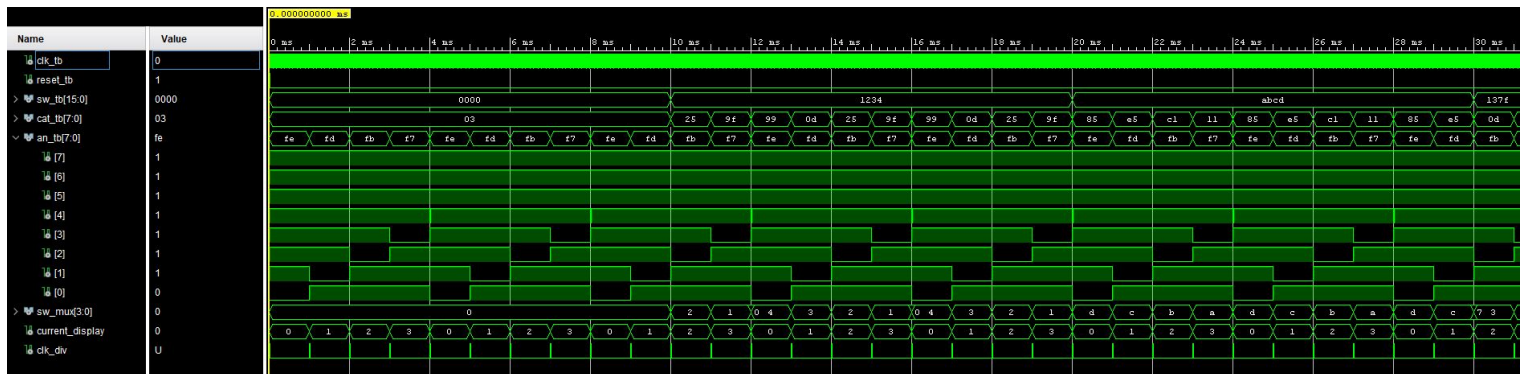 0.000000000 ms
Name Value 0 ms 2 ms 4 ms 6 ms 8 ms 10 ms 12 ms 14 ms 16 ms 18 ms 20 ms 22 ms 24 ms 26 ms 28 ms 30 ms
clk_tb 0
reset_tb 1
sw_tb[15:0] 0000 0000 1234 abcd 137f
cat_tb[7:0] 03 03 25 9f 99 0d 25 9f 99 0d 25 9f 85 e5 c1 11 85 e5 c1 11 85 e5 0d
an_tb[7:0] fe fe fd fb f7 fe fd fb f7 fe fd fb f7 fe fd fb f7 fe fd fb f7 fe fd fb f7 fe fd fb f7 fe fd fb
[7] 1
[6] 1
[5] 1
[4] 1
[3] 1
[2] 1
[1] 1
[0] 0
sw_mux[3:0] 0 0 2 1 0 4 3 2 1 0 4 3 2 1 d c b a d c b a d c 7 3
current_display 0 0 1 2 3 0 1 2 3 0 1 2 3 0 1 2 3 0 1 2 3 0 1 2 3 0 1 2 3 0 1 2
clk_div U